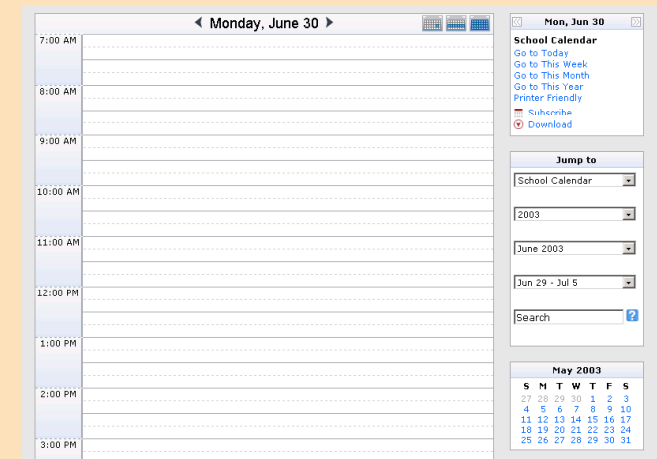 Monday, June 30
7:00 AM
8:00 AM
9:00 AM
10:00 AM
11:00 AM
12:00 PM
1:00 PM
2:00 PM
3:00 PM
Mon, Jun 30
School Calendar
Go to Today
Go to This Week
Go to This Month
Go to This Year
Printer Friendly
Subscribe
Download
Jump to
School Calendar
2003
June 2003
Jun 29 - Jul 5
Search ?
May 2003
S M T W T F S
27 28 29 30 1 2 3
4 5 6 7 8 9 10
11 12 13 14 15 16 17
18 19 20 21 22 23 24
25 26 27 28 29 30 31